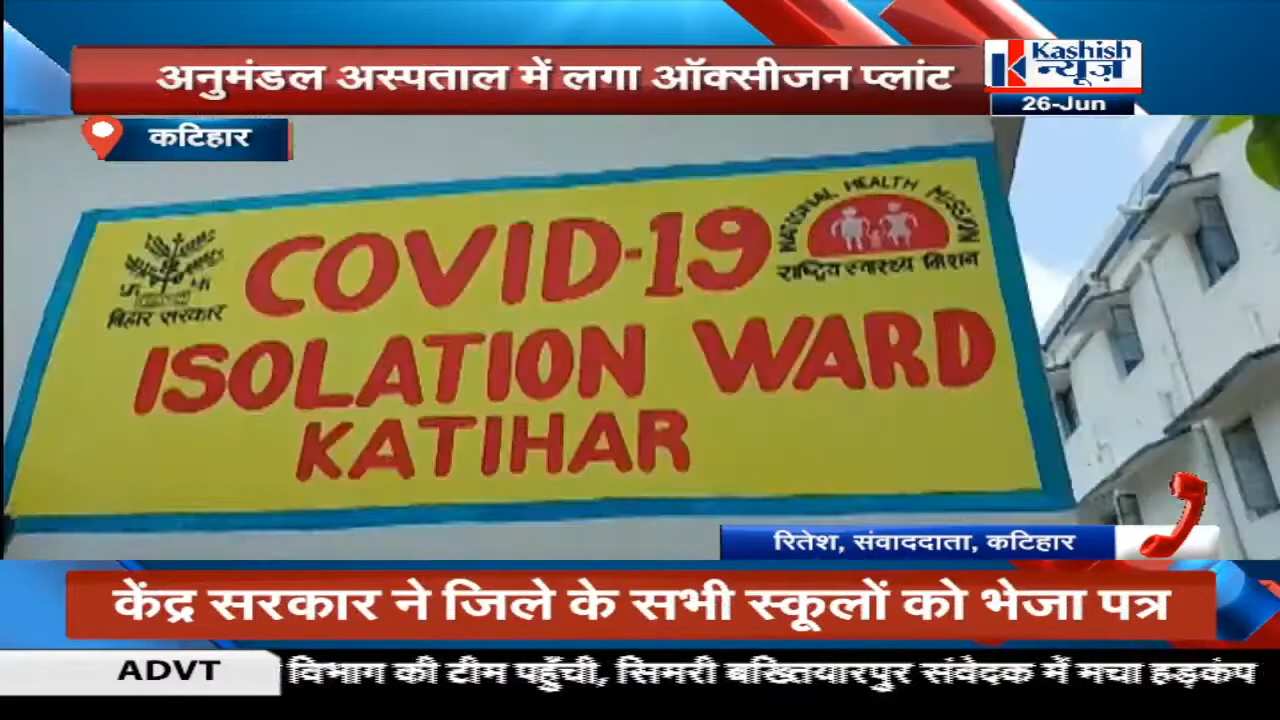 अनुमंडल अस्पताल में लगा ऑक्सीजन प्लांट
Kashish
न्यूज़
26-Jun
कटिहार
बिहार सरकार
COVID-19
NATIONAL HEALTH MISSION
राष्ट्रिय स्वास्थ्य मिशन
ISOLATION WARD
KATIHAR
रितेश, संवाददाता, कटिहार
केंद्र सरकार ने जिले के सभी स्कूलों को भेजा पत्र
ADVT
विभाग की टीम पहुँची, सिमरी बख्तियारपुर संवेदक में मचा हड़कंप